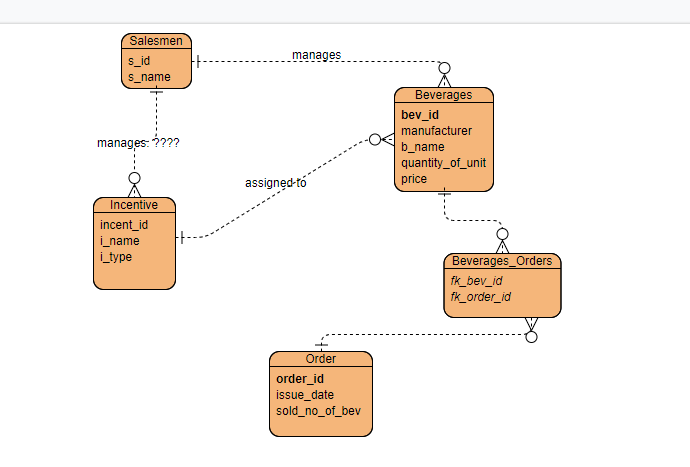 Salesmen
s_id
s_name
manages
Beverages
bev_id
manufacturer
b_name
quantity_of_unit
price
manages: ????
assigned to
Incentive
incent_id
i_name
i_type
Beverages_Orders
fk_bev_id
fk_order_id
Order
order_id
issue_date
sold_no_of_bev